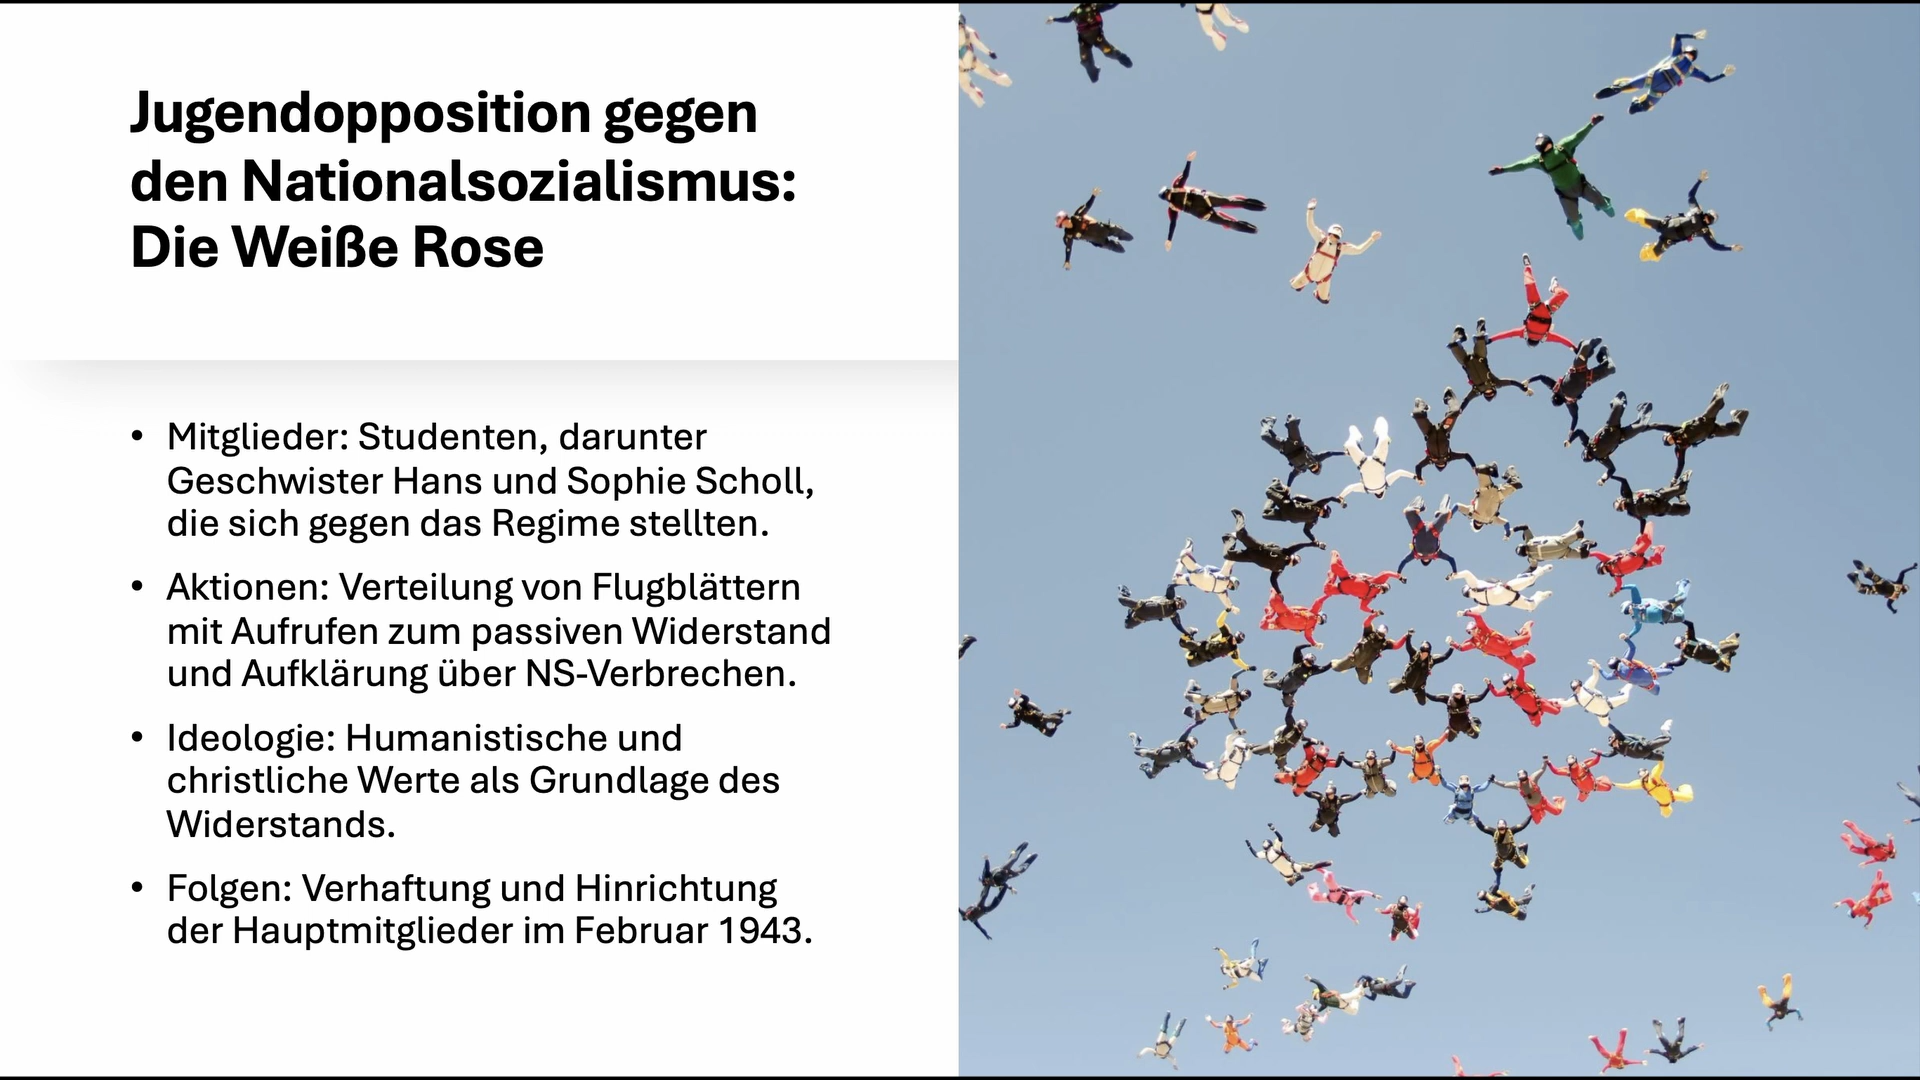 Jugendopposition gegen
den Nationalsozialismus:
Die Weiße Rose
• Mitglieder: Studenten, darunter
Geschwister Hans und Sophie Scholl,
die sich gegen das Regime stellten.
• Aktionen: Verteilung von Flugblättern
mit Aufrufen zum passiven Widerstand
und Aufklärung über NS-Verbrechen.
• Ideologie: Humanistische und
christliche Werte als Grundlage des
Widerstands.
• Folgen: Verhaftung und Hinrichtung
der Hauptmitglieder im Februar 1943.